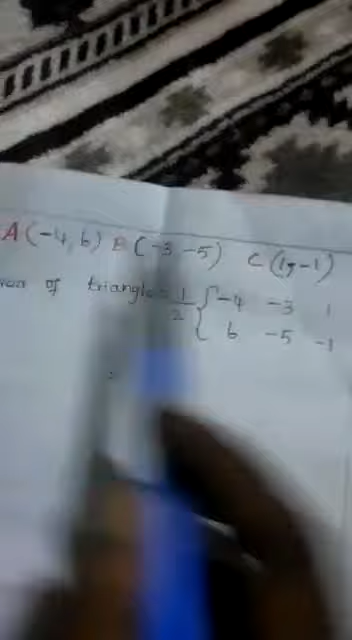 A(-4, 6) B(-3 -5) C(1, -1)
of triangle = 1/2 { -4 -3 1
6 -5 -1